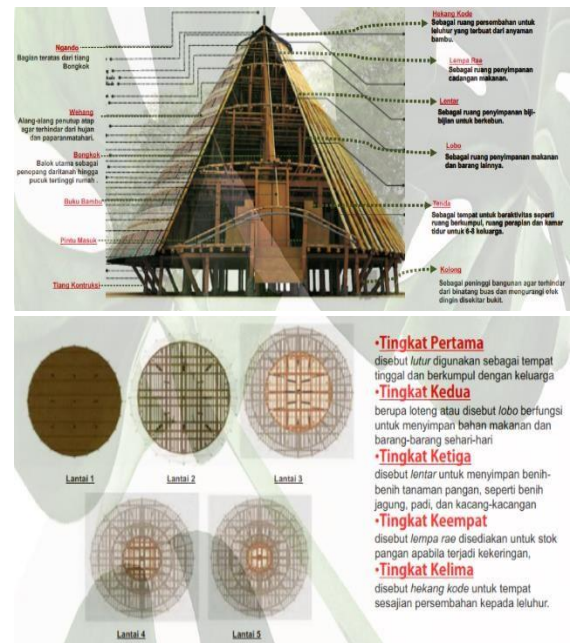 Ngando
Bagian teratas dari tiang
Bongkok
Wehang
Alang-alang penutup atap
agar terhindar dari hujan
dan paparanmatahari.
Bongkok
Balok utama sebagai
penepang daritanah hingga
pucuk tertinggi rumah .
Buku Bambu
Pintu Masuk
Tiang Kontruksi
Hekang Kode
Sebagai ruang persembahan untuk
leluhur yang terbuat dari anyaman
bambu.
Lempa Rae
Sebagai ruang penyimpanan
cadangan makanan.
Lentar
Sebagai ruang penyimpanan biji-
bijian untuk berkebun.
Lobo
Sebagai ruang penyimpanan makanan
dan barang lainnya.
Tenda
Sebagai tempat untuk beraktivitas seperti
ruang berkumpul, ruang perapian dan kamar
tidur untuk 6-8 keluarga.
Kolong
Sebagai peninggi bangunan agar terhindar
dari binatang buas dan mengurangi efek
dingin disekitar bukit.
Lantai 1
Lantai 2
Lantai 3
Lantai 4
Lantai 5
•Tingkat Pertama
disebut lutur digunakan sebagai tempat
tinggal dan berkumpul dengan keluarga
•Tingkat Kedua
berupa loteng atau disebut lobo berfungsi
untuk menyimpan bahan makanan dan
barang-barang sehari-hari
•Tingkat Ketiga
disebut lentar untuk menyimpan benih-
benih tanaman pangan, seperti benih
jagung, padi, dan kacang-kacangan
•Tingkat Keempat
disebut lempa rae disediakan untuk stok
pangan apabila terjadi kekeringan,
•Tingkat Kelima
disebut hekang kode untuk tempat
sesajian persembahan kepada leluhur.